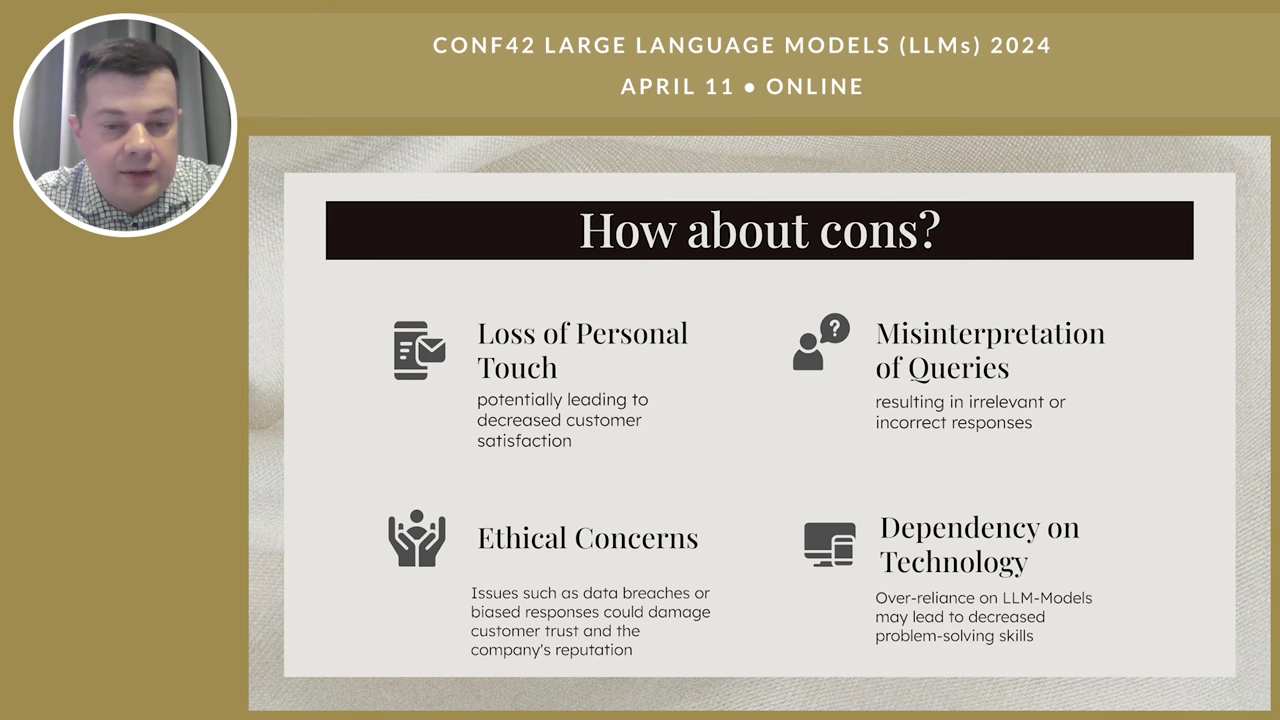 CONF42 LARGE LANGUAGE MODELS (LLMs) 2024
APRIL 11 • ONLINE
How about cons?
Loss of Personal
Touch
potentially leading to
decreased customer
satisfaction
Misinterpretation
of Queries
resulting in irrelevant or
incorrect responses
Ethical Concerns
Issues such as data breaches or
biased responses could damage
customer trust and the
company's reputation
Dependency on
Technology
Over-reliance on LLM-Models
may lead to decreased
problem-solving skills